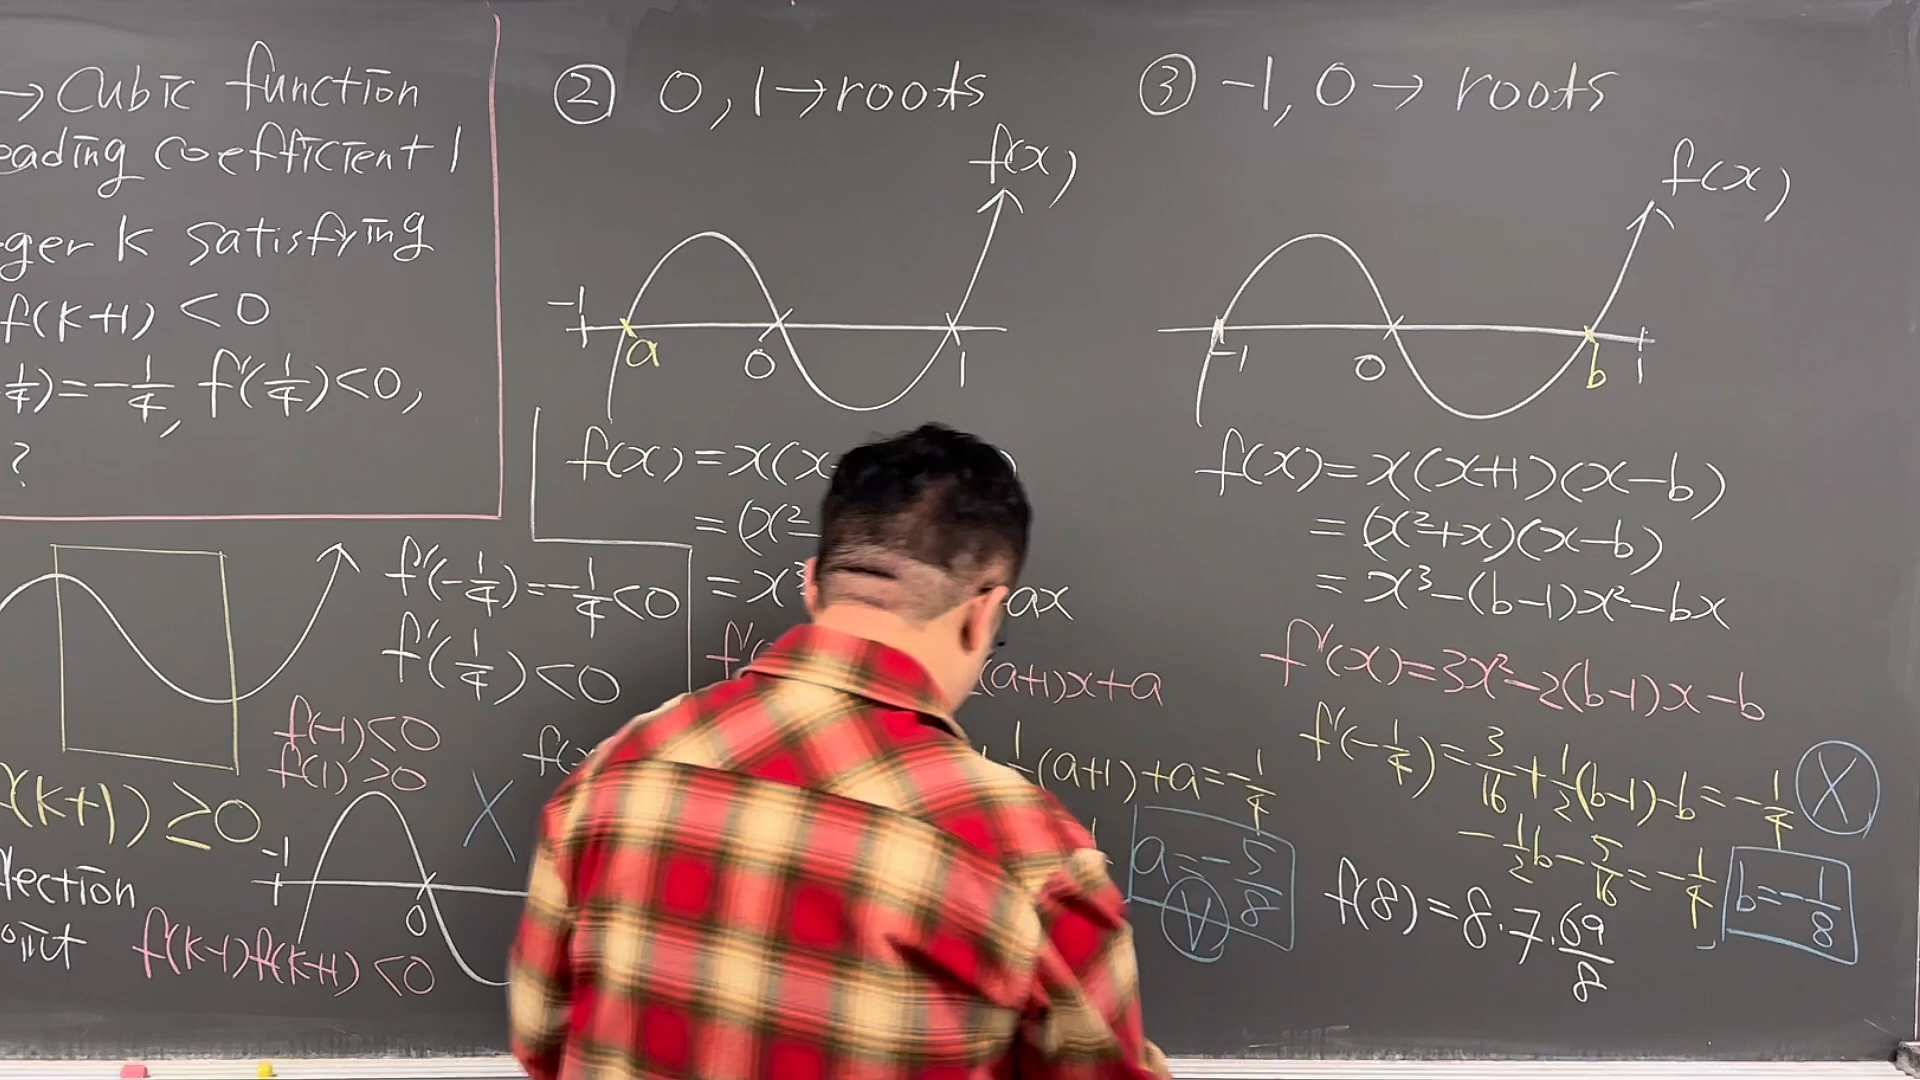 → Cubic function
eading coefficient 1
ger k satisfying
f(k+1) < 0
1/4) = -1/4, f'(1/4) < 0,
?
② 0, 1 → roots
f(x)
-1 a 0 1
f(x) = x(x-
= (x²
= x³ ax
(a+1)x+a
(a+1)+a = -1/4
a = -5/8
V
③ -1, 0 → roots
f(x)
-1 0 b 1
f(x) = x(x+1)(x-b)
= (x²+x)(x-b)
= x³-(b-1)x²-bx
f'(x) = 3x²-2(b-1)x-b
f'(-1/4) = 3/16 + 1/2(b-1)-b = -1/4
X
-1/2b - 5/16 = -1/4
b = -1/8
f(8) = 8·7·69/8
f'(-1/4) = -1/4 < 0
f'(1/4) < 0
f(-1) < 0
f(1) > 0
(k+1) ≥ 0
X
lection
oint
-1 0
f(k-1)f(k+1) < 0